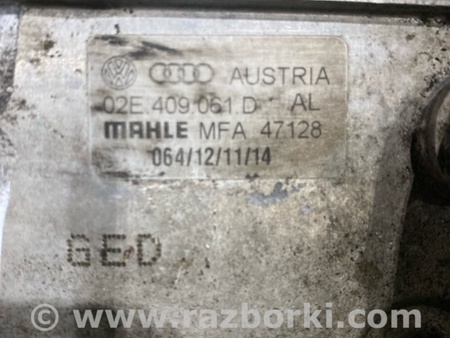 AUSTRIA
02E 409 061 D AL
MAHLE MFA 47128
064/12/11/14
GED
© www.razborki.com